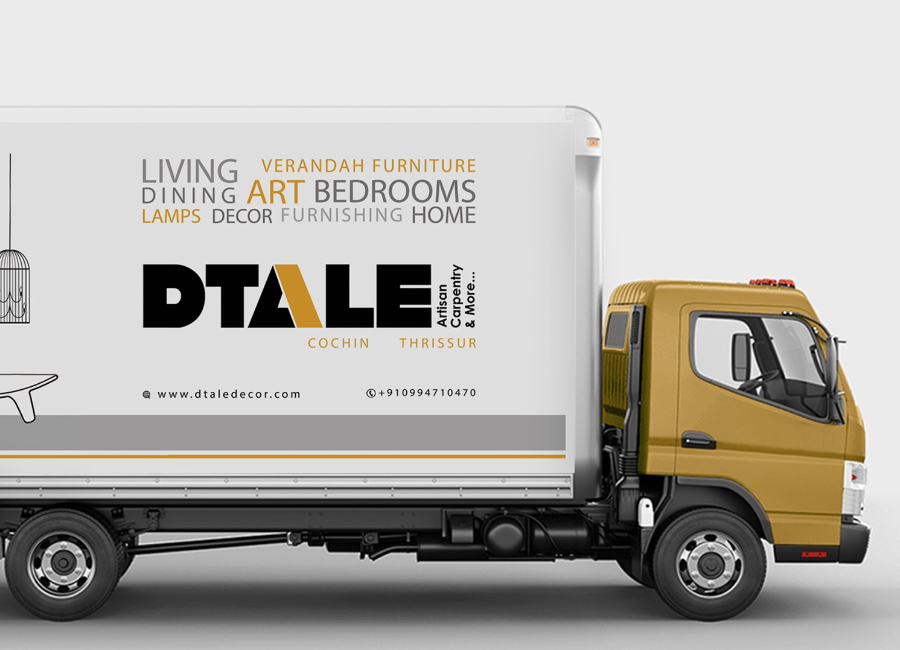 LIVING VERANDAH FURNITURE
DINING ART BEDROOMS
LAMPS DECOR FURNISHING HOME
DTALE
Artisan
Carpentry
& More...
COCHIN THRISSUR
www.dtaledecor.com +910994710470